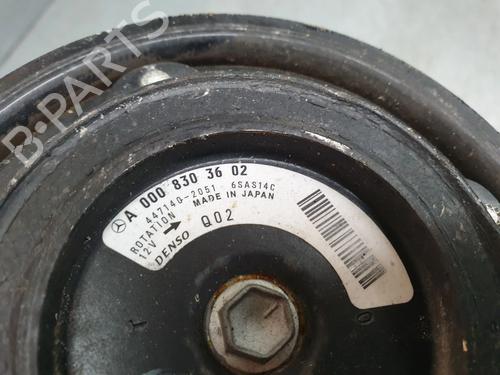 A 000 830 36 02
447140-2051 6SAS14C
ROTATION MADE IN JAPAN
12V DENSO Q02
B-PARTS